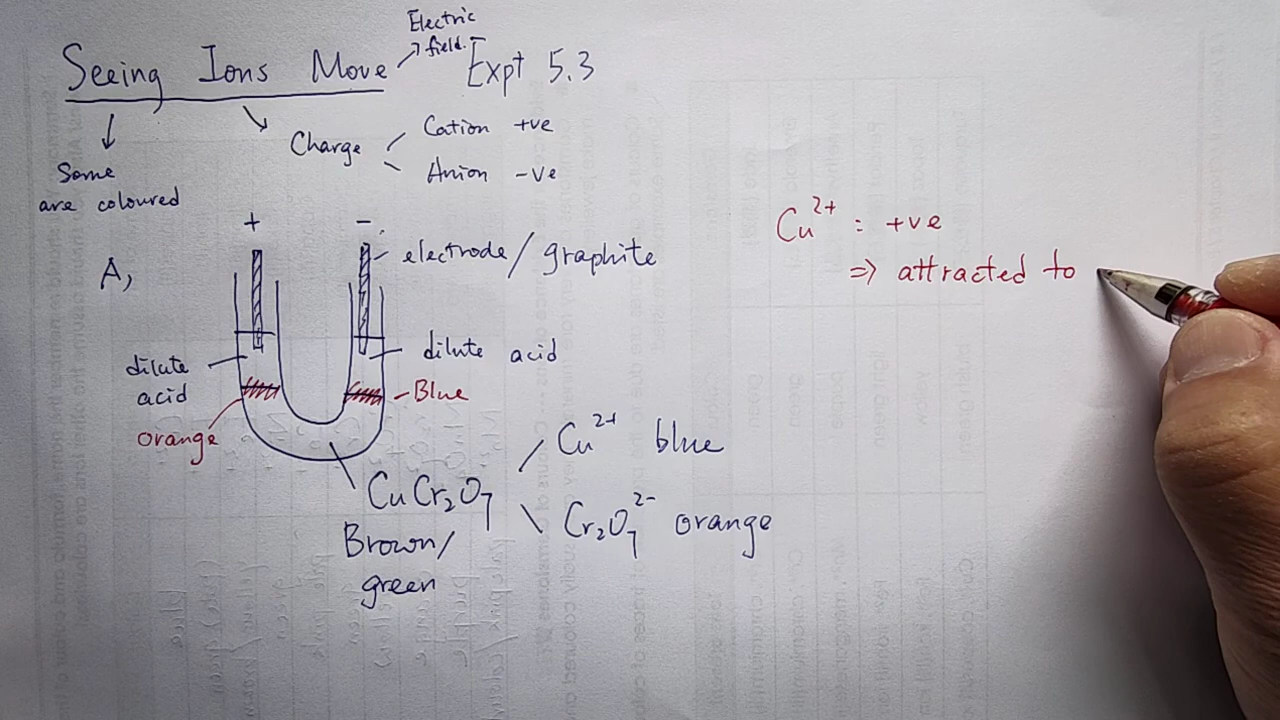 Electric
field.
Seeing Ions Move Expt 5.3
Charge
Cation +ve
Anion -ve
Some
are coloured
+ -
A,
electrode/graphite
dilute
acid
dilute acid
orange
Blue
CuCr₂O₇
Brown/
green
Cu²⁺ blue
Cr₂O₇²⁻ orange
Cu²⁺ : +ve
⇒ attracted to